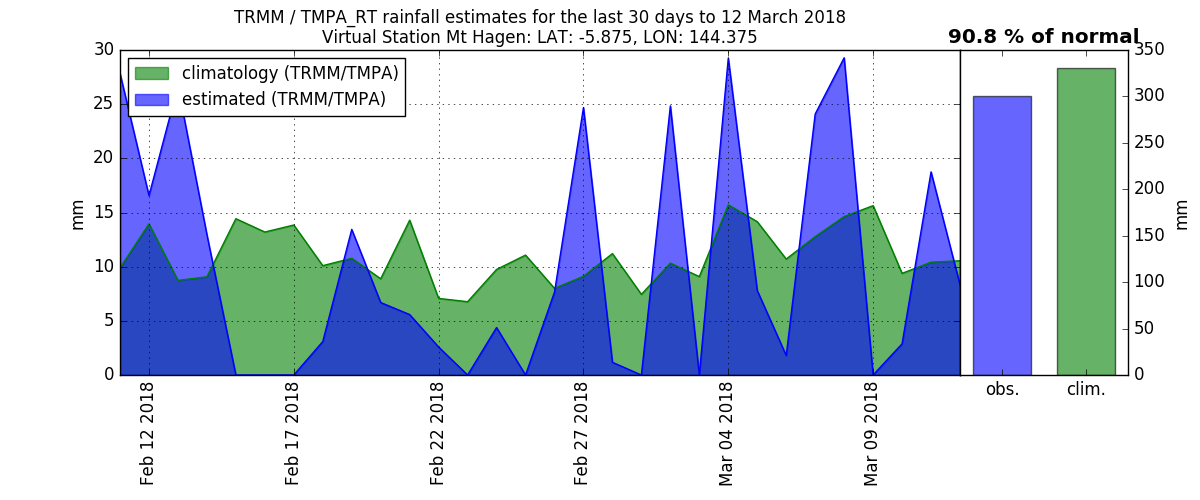 TRMM / TMPA_RT rainfall estimates for the last 30 days to 12 March 2018
Virtual Station Mt Hagen: LAT: -5.875, LON: 144.375
90.8 % of normal
climatology (TRMM/TMPA)
estimated (TRMM/TMPA)
30
25
20
15
10
5
0
mm
Feb 12 2018
Feb 17 2018
Feb 22 2018
Feb 27 2018
Mar 04 2018
Mar 09 2018
obs.
clim.
350
300
250
200
150
100
50
0
mm